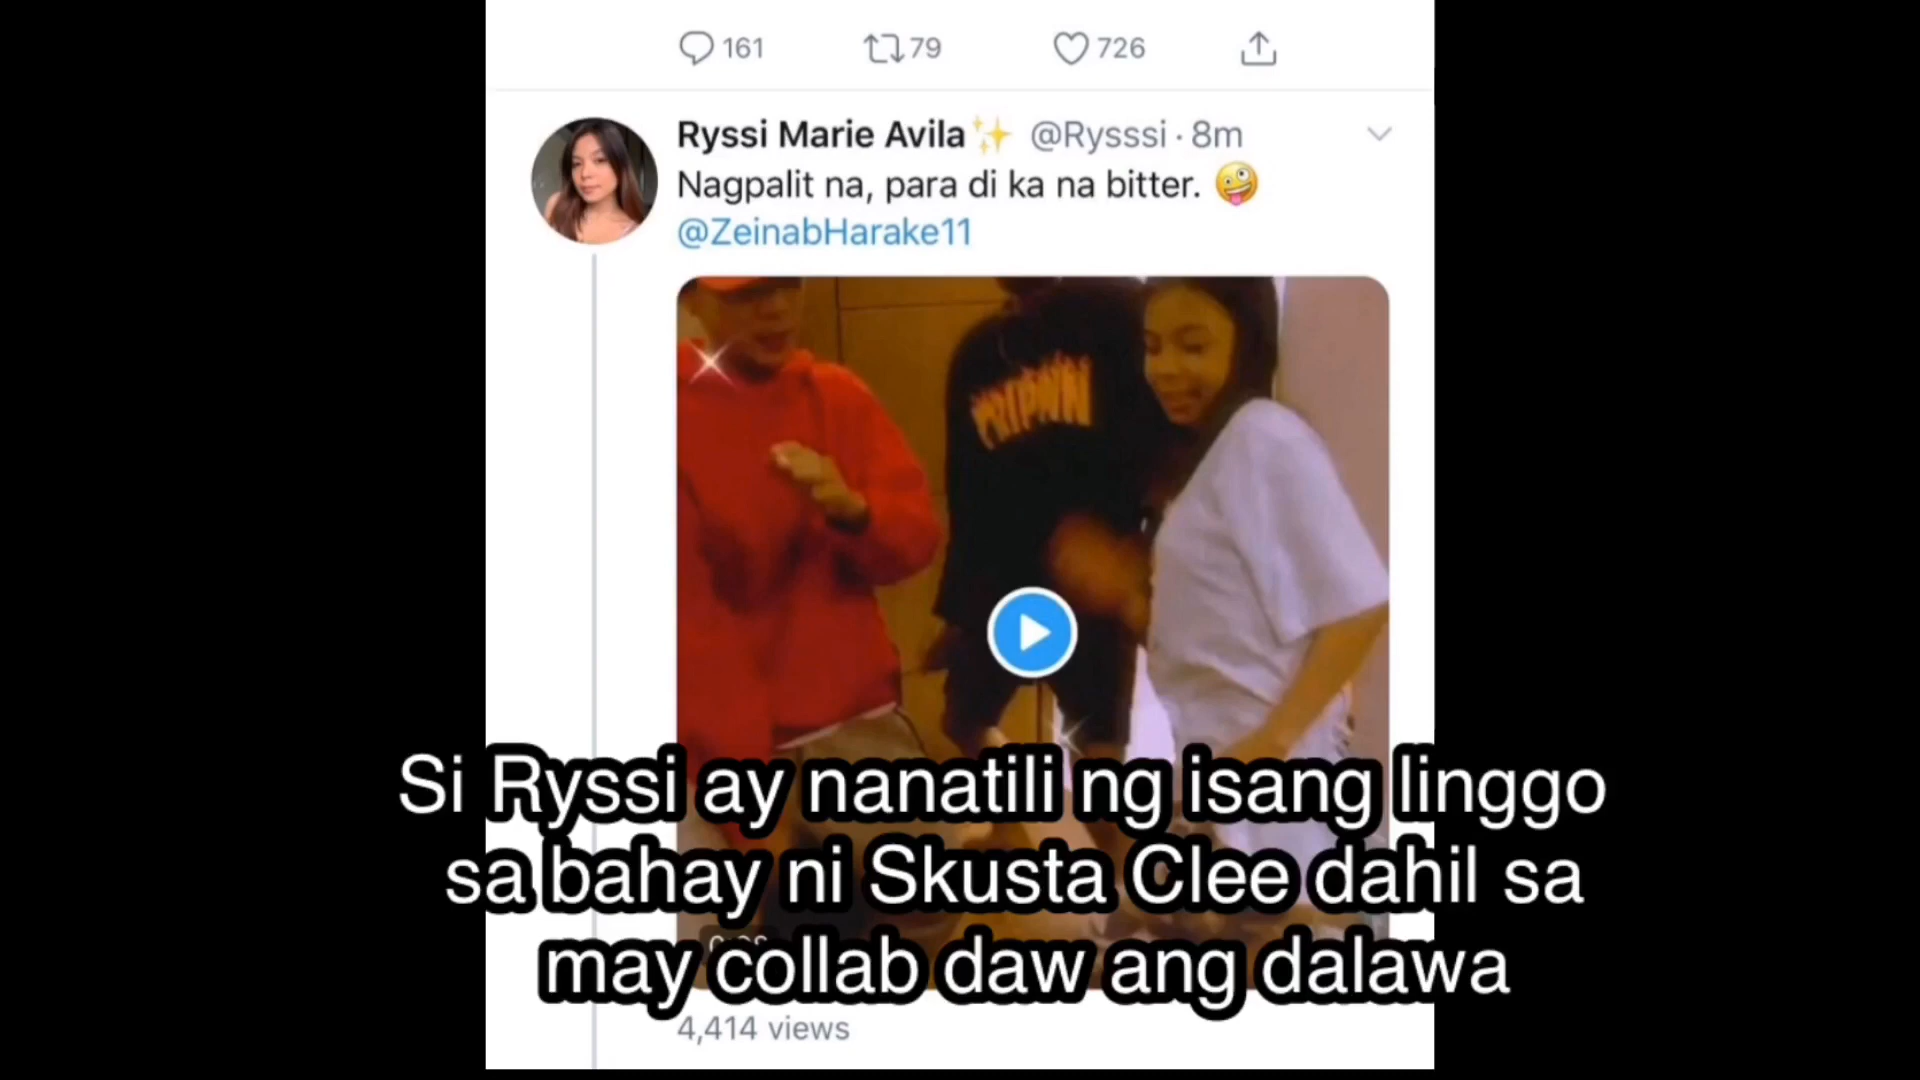 161 79 726
Ryssi Marie Avila✨ @Rysssi · 8m
Nagpalit na, para di ka na bitter. 🤪
@ZeinabHarake11
Si Ryssi ay nanatili ng isang linggo
sa bahay ni Skusta Clee dahil sa
may collab daw ang dalawa
4,414 views